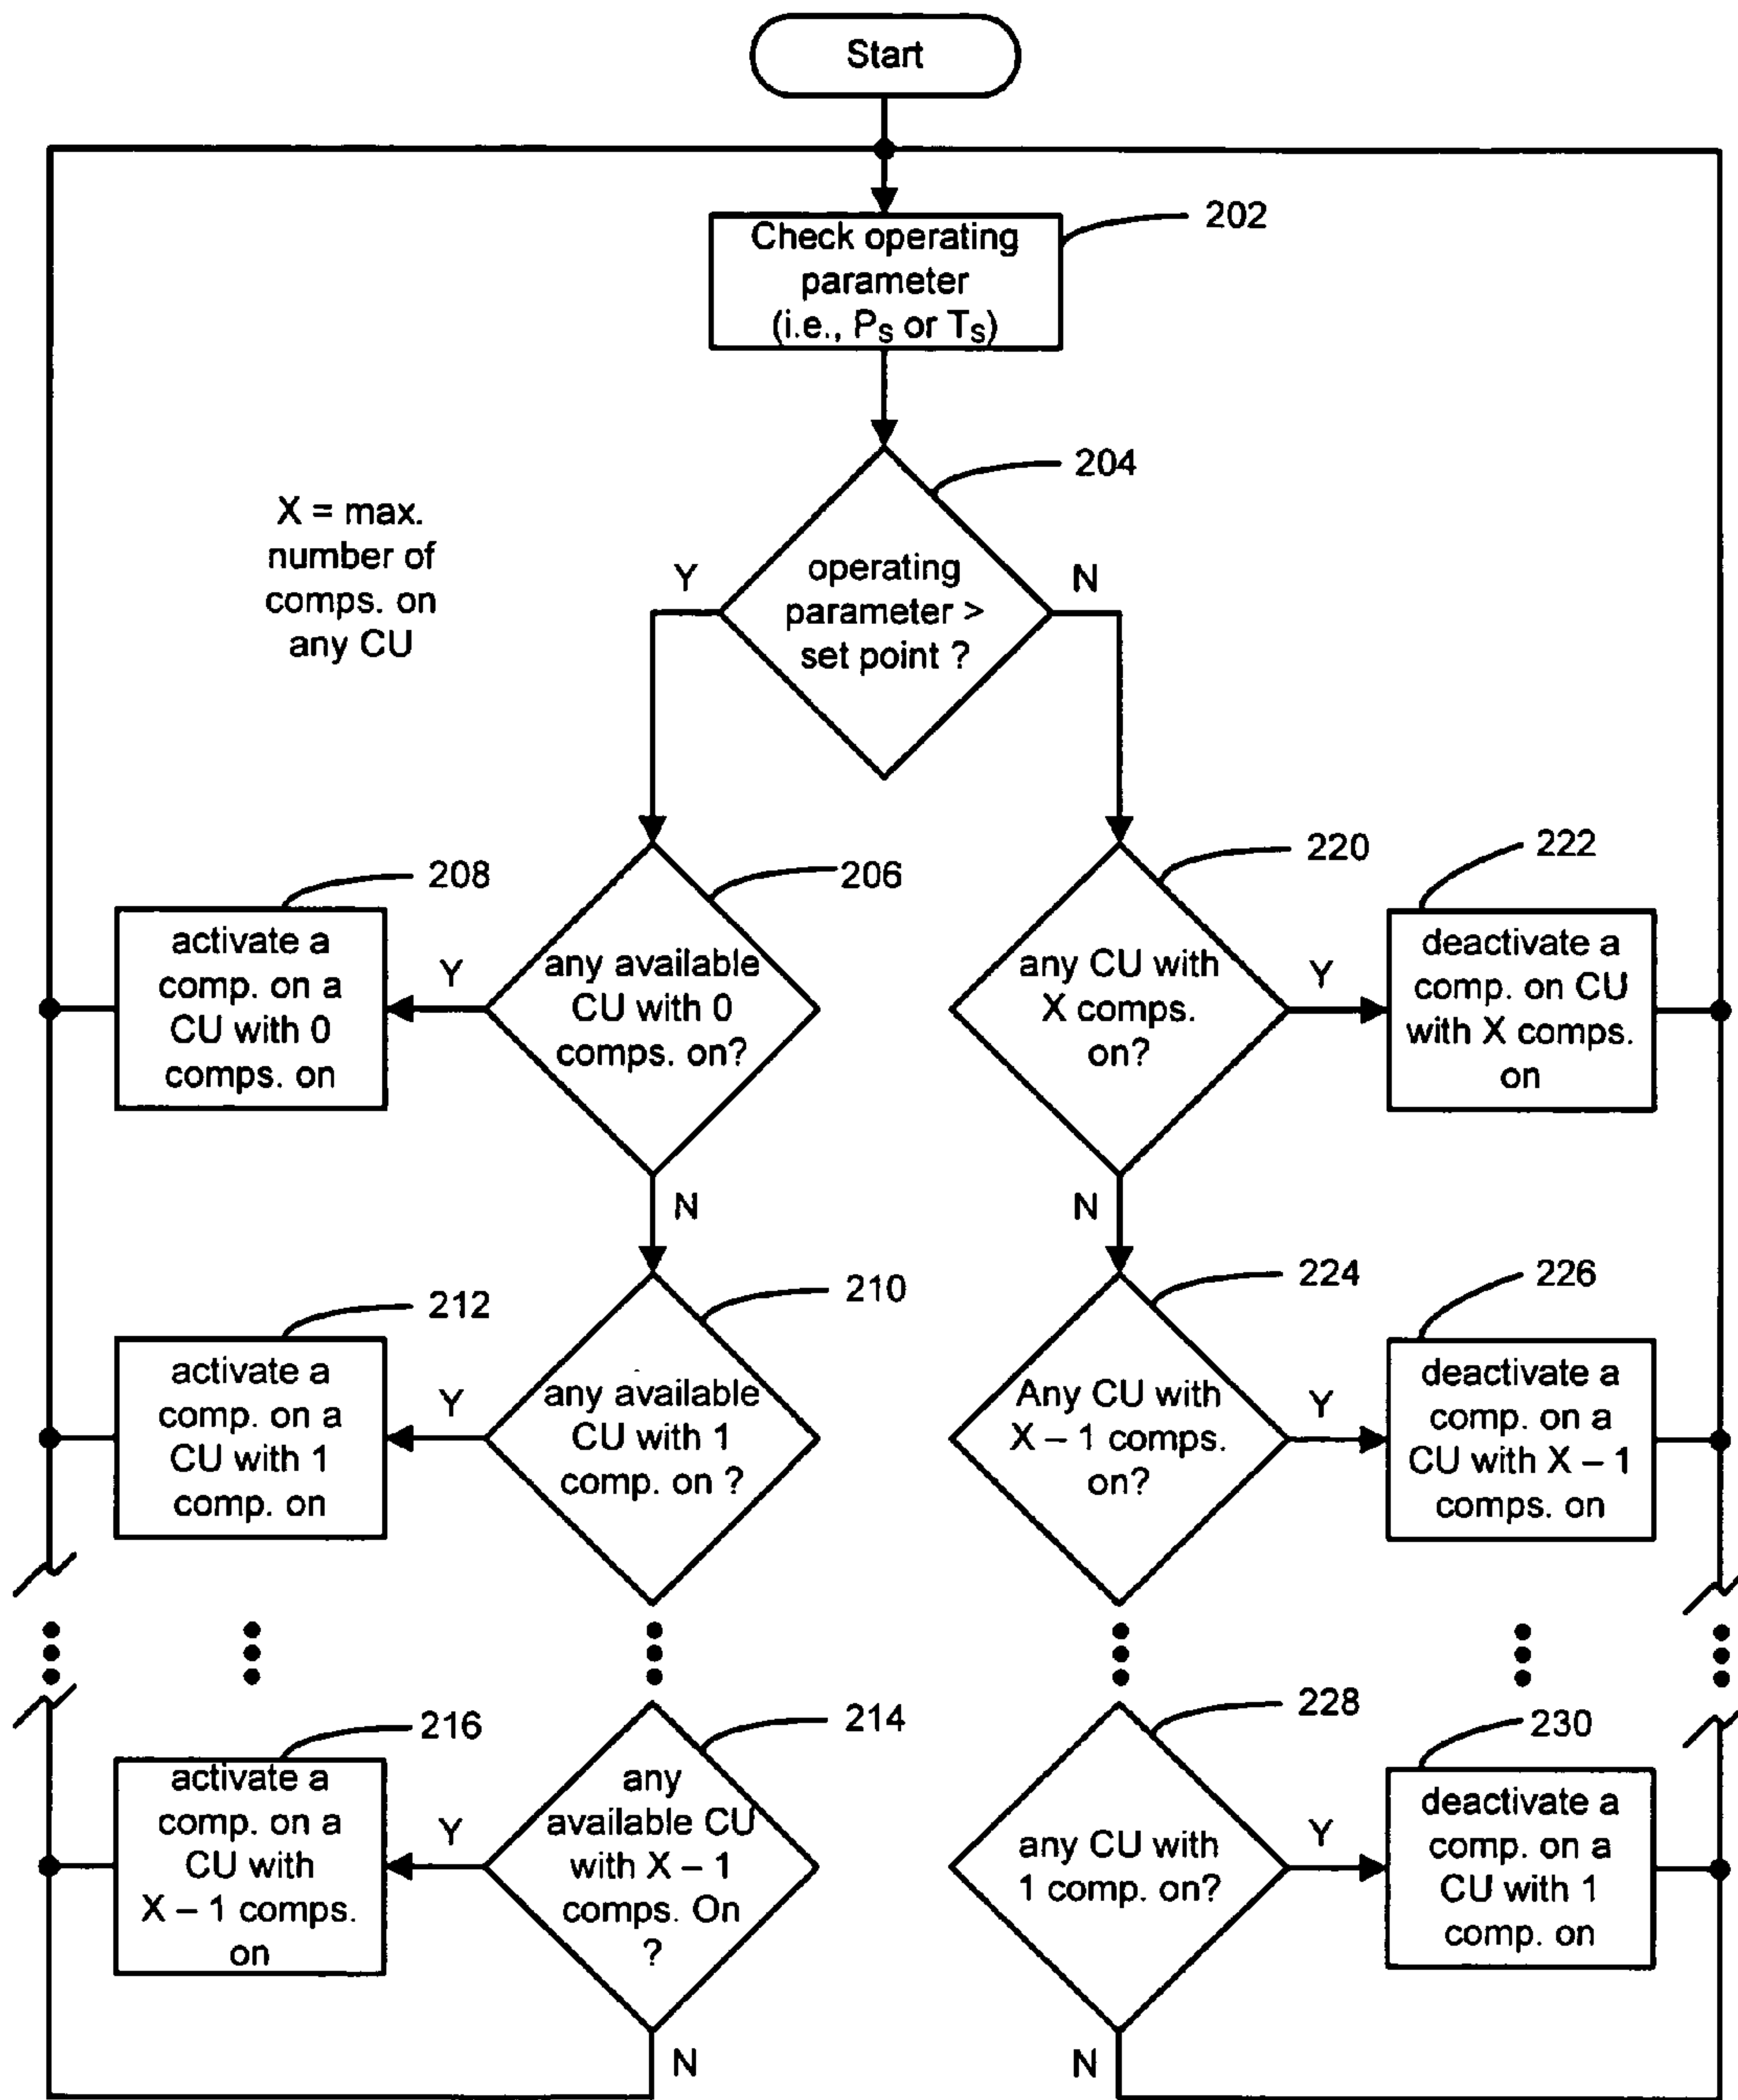 Start
202
Check operating
parameter
(i.e., PS or TS)
204
X = max.
number of
comps. on
any CU
Y
operating
parameter >
set point ?
N
208
206
220
222
activate a
comp. on a
CU with 0
comps. on
Y
any available
CU with 0
comps. on?
any CU with
X comps.
on?
Y
deactivate a
comp. on CU
with X comps.
on
N
N
212
210
224
226
activate a
comp. on a
CU with 1
comp. on
Y
any available
CU with 1
comp. on ?
Any CU with
X – 1 comps.
on?
Y
deactivate a
comp. on a
CU with X – 1
comps. on
216
214
228
230
activate a
comp. on a
CU with
X – 1 comps.
on
Y
any
available CU
with X – 1
comps. On
?
any CU with
1 comp. on?
Y
deactivate a
comp. on a
CU with 1
comp. on
N
N